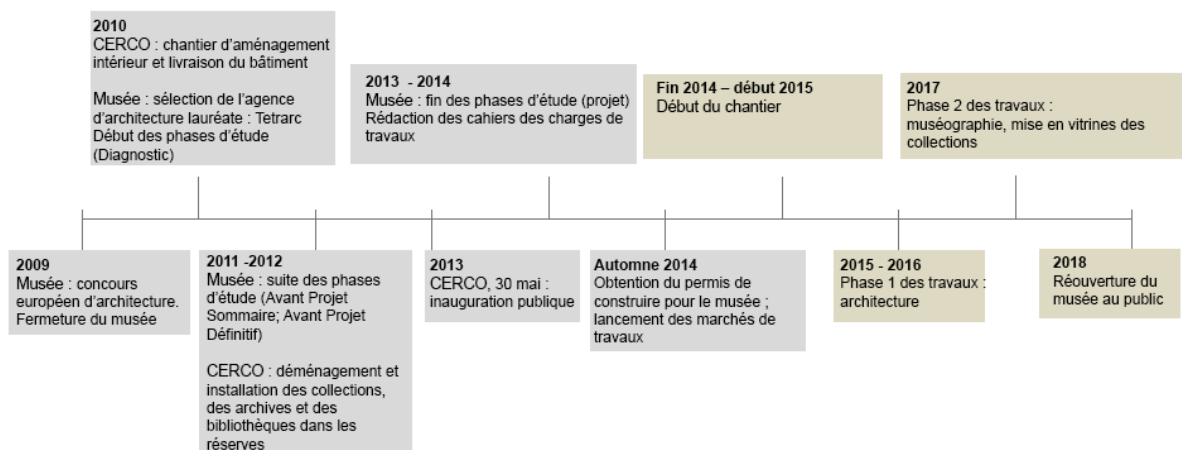 2010
CERCO : chantier d'aménagement
intérieur et livraison du bâtiment
Musée : sélection de l'agence
d'architecture lauréate : Tetrarc
Début des phases d'étude
(Diagnostic)
2013 - 2014
Musée : fin des phases d'étude (projet)
Rédaction des cahiers des charges de
travaux
Fin 2014 – début 2015
Début du chantier
2017
Phase 2 des travaux :
muséographie, mise en vitrines des
collections
2009
Musée : concours
européen d'architecture.
Fermeture du musée
2011 -2012
Musée : suite des phases
d'étude (Avant Projet
Sommaire; Avant Projet
Définitif)
CERCO : déménagement et
installation des collections,
des archives et des
bibliothèques dans les
réserves
2013
CERCO, 30 mai :
inauguration publique
Automne 2014
Obtention du permis de
construire pour le musée ;
lancement des marchés de
travaux
2015 - 2016
Phase 1 des travaux :
architecture
2018
Réouverture du
musée au public